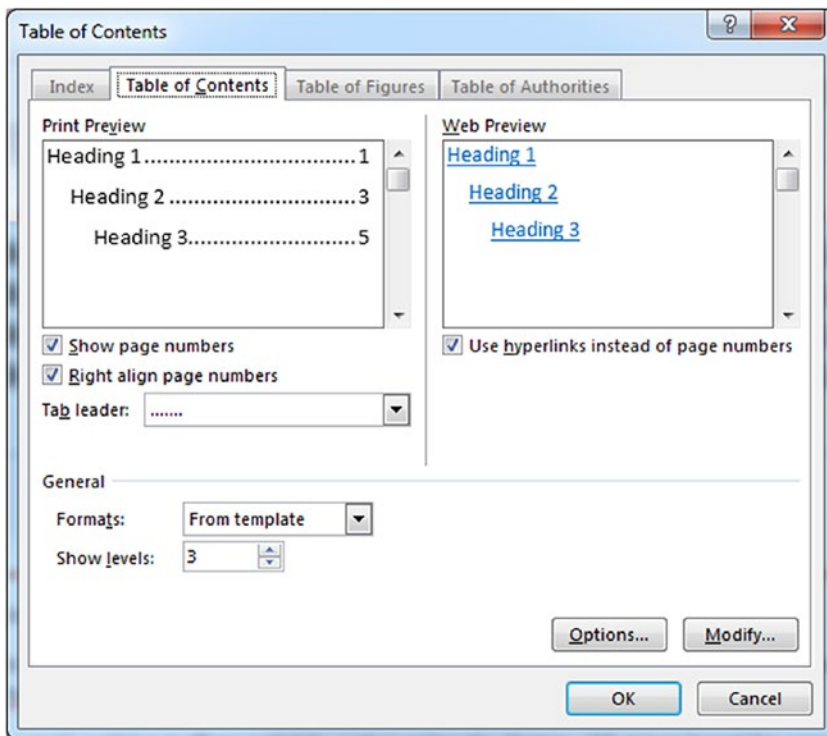 Table of Contents
Index Table of Contents Table of Figures Table of Authorities
Print Preview
Heading 1....................................1
Heading 2................................3
Heading 3............................5
Show page numbers
Right align page numbers
Tab leader: .......
Web Preview
Heading 1
Heading 2
Heading 3
Use hyperlinks instead of page numbers
General
Formats: From template
Show levels: 3
Options... Modify...
OK Cancel